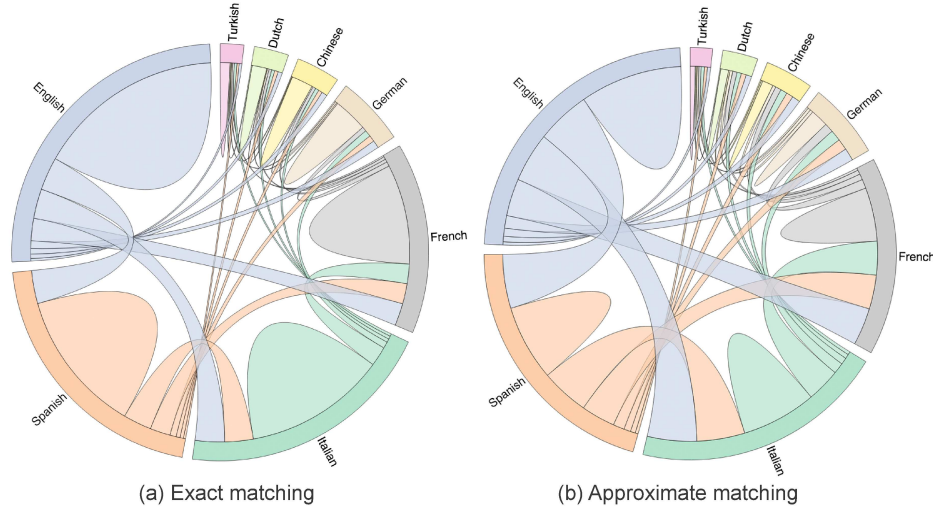 Turkish
Dutch
Chinese
German
French
Italian
Spanish
English
(a) Exact matching
Turkish
Dutch
Chinese
German
French
Italian
Spanish
English
(b) Approximate matching